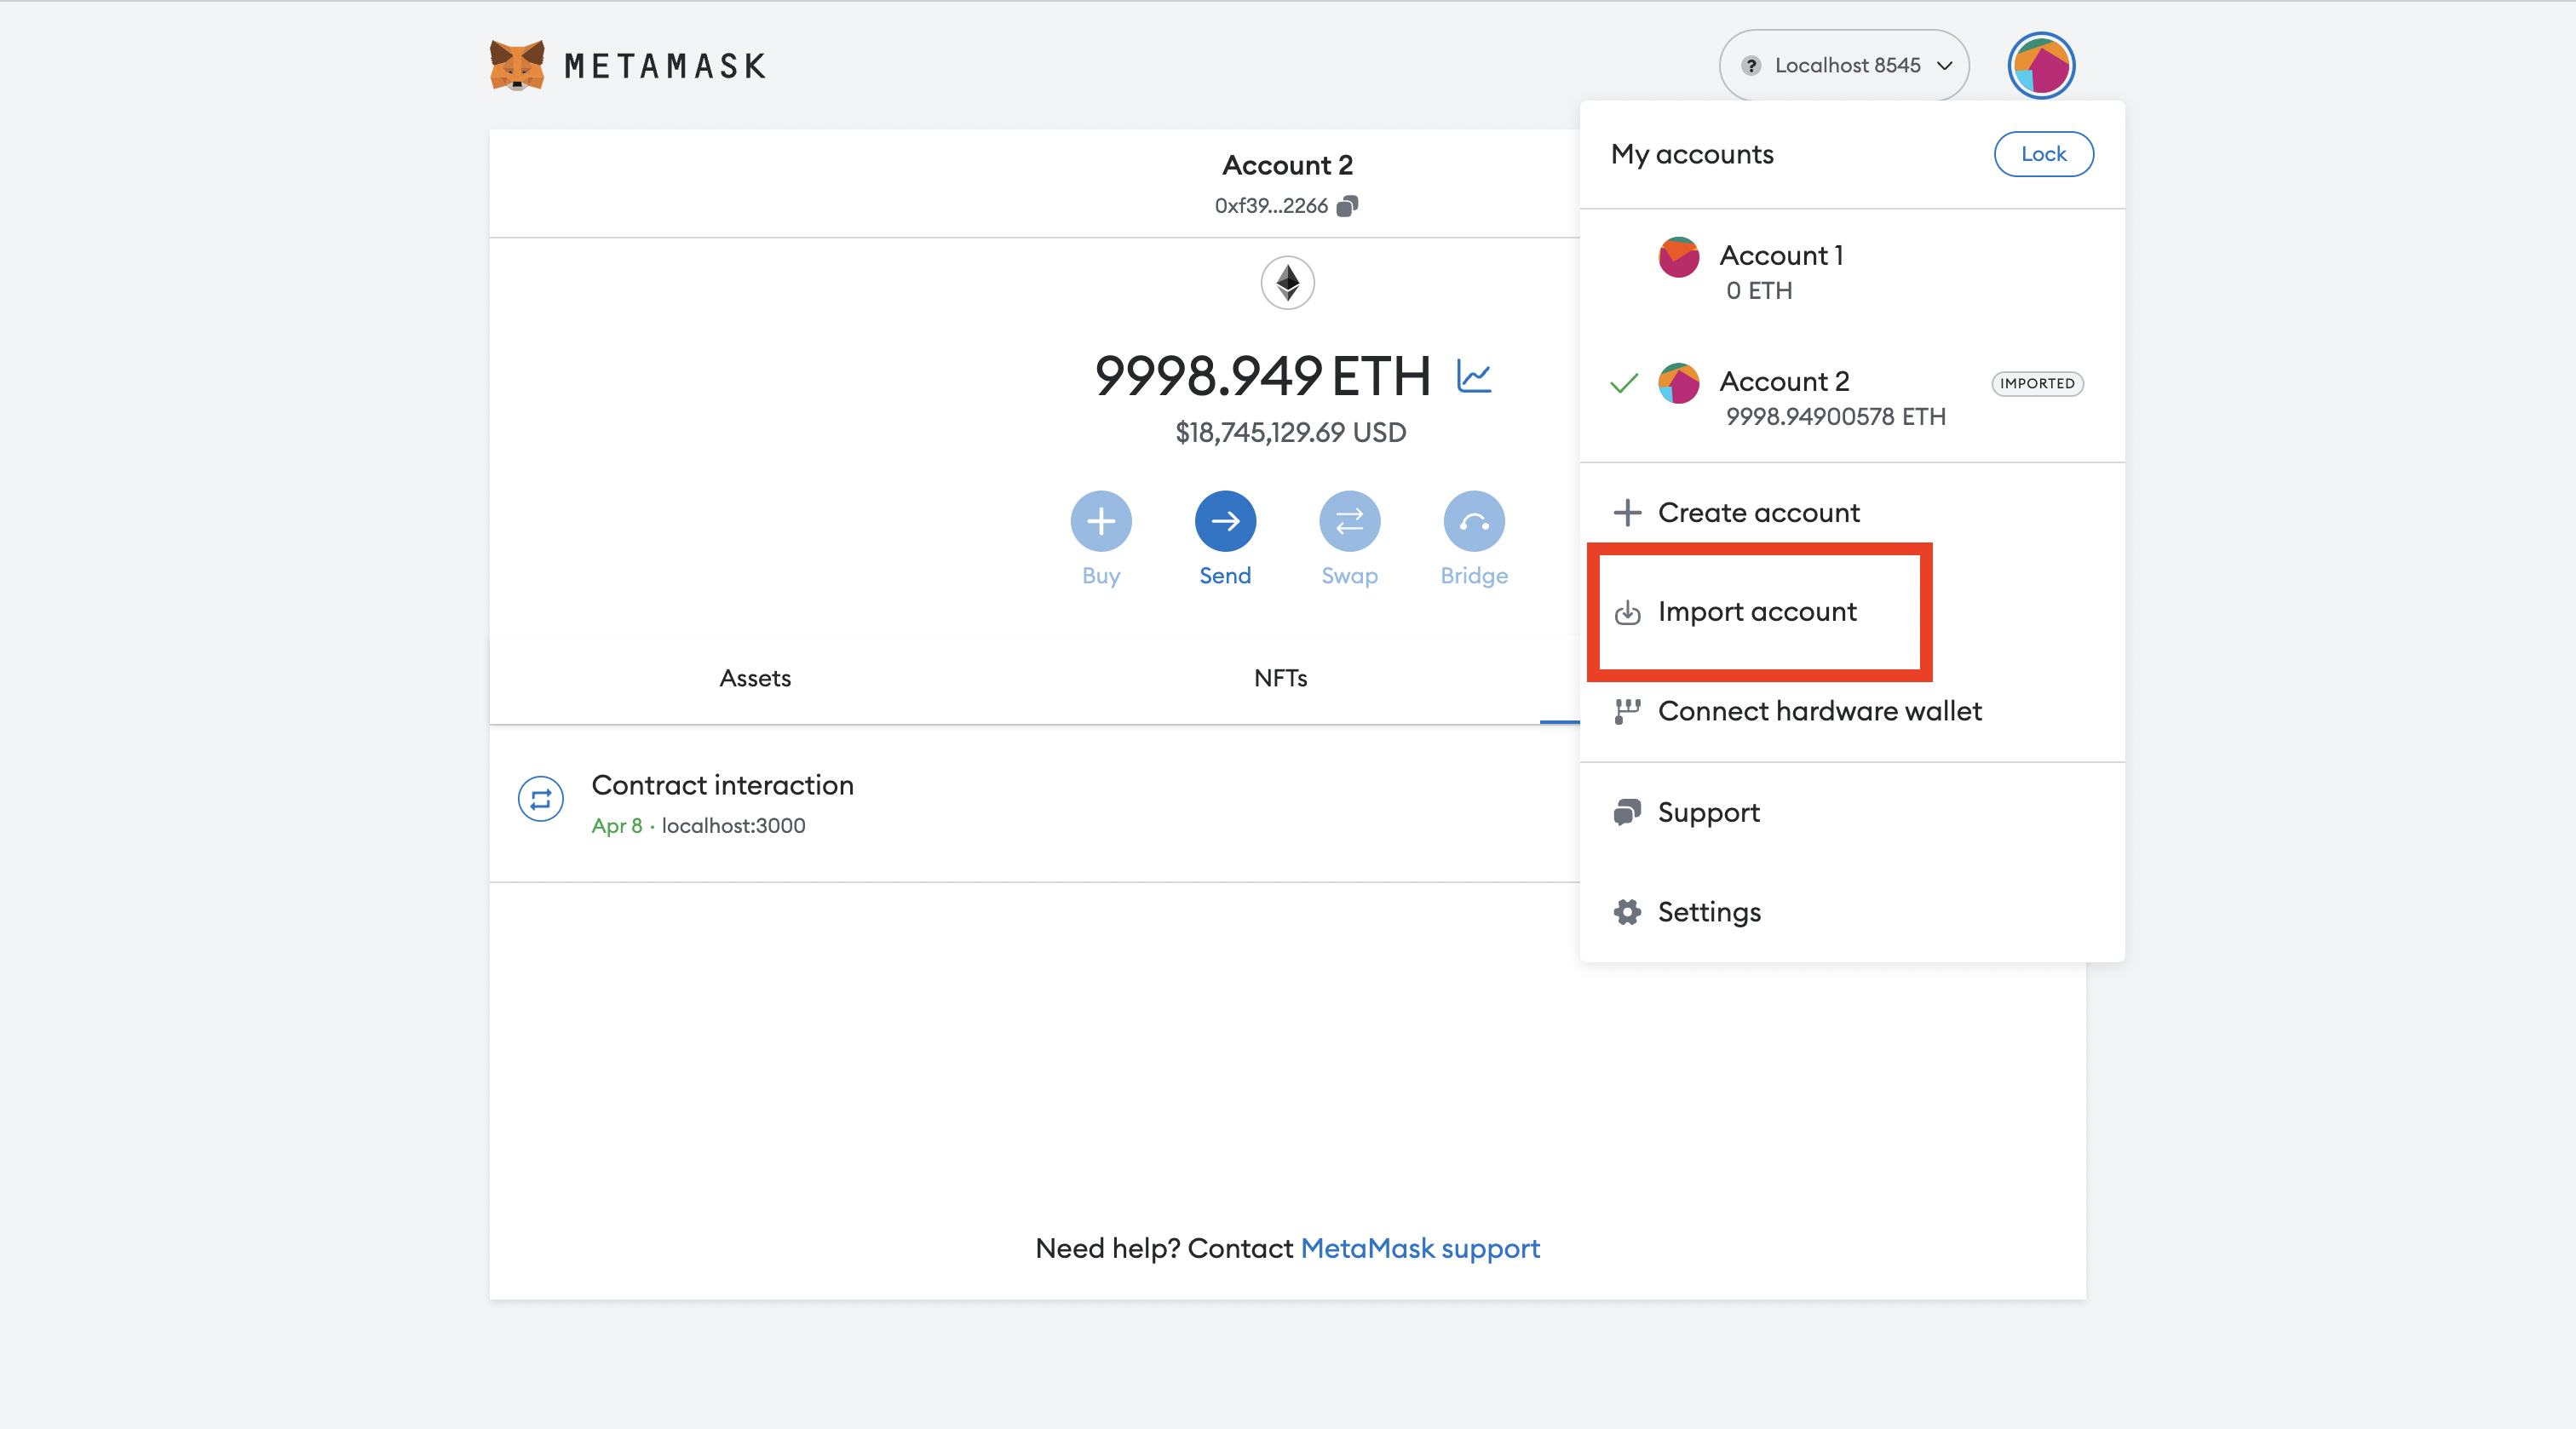 METAMASK
? Localhost 8545
Account 2
0xf39...2266
9998.949 ETH
$18,745,129.69 USD
Buy
Send
Swap
Bridge
Assets
NFTs
Contract interaction
Apr 8 · localhost:3000
Need help? Contact MetaMask support
My accounts
Lock
Account 1
0 ETH
Account 2
IMPORTED
9998.94900578 ETH
Create account
Import account
Connect hardware wallet
Support
Settings